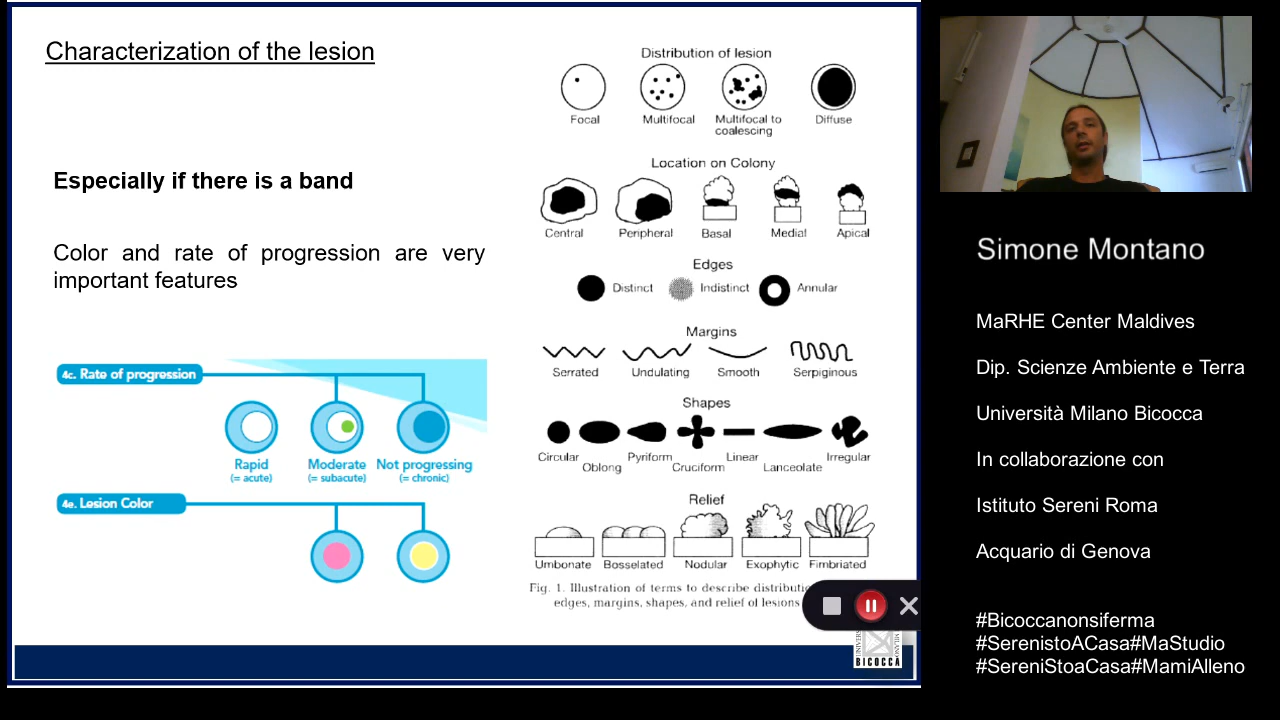 Characterization of the lesion
Especially if there is a band
Color and rate of progression are very
important features
4c. Rate of progression
Rapid
(= acute)
Moderate
(= subacute)
Not progressing
(= chronic)
4e. Lesion Color
Distribution of lesion
Focal
Multifocal
Multifocal to
coalescing
Diffuse
Location on Colony
Central
Peripheral
Basal
Medial
Apical
Edges
Distinct
Indistinct
Annular
Margins
Serrated
Undulating
Smooth
Serpiginous
Shapes
Circular
Oblong
Pyriform
Cruciform
Linear
Lanceolate
Irregular
Relief
Umbonate
Bosselated
Nodular
Exophytic
Fimbriated
Fig. 1. Illustration of terms to describe
edges, margins, shapes, and relief of lesions
BICOCCA
Simone Montano
MaRHE Center Maldives
Dip. Scienze Ambiente e Terra
Università Milano Bicocca
In collaborazione con
Istituto Sereni Roma
Acquario di Genova
#Bicoccanonsiferma
#SerenistoACasa#MaStudio
#SereniStoaCasa#MamiAlleno